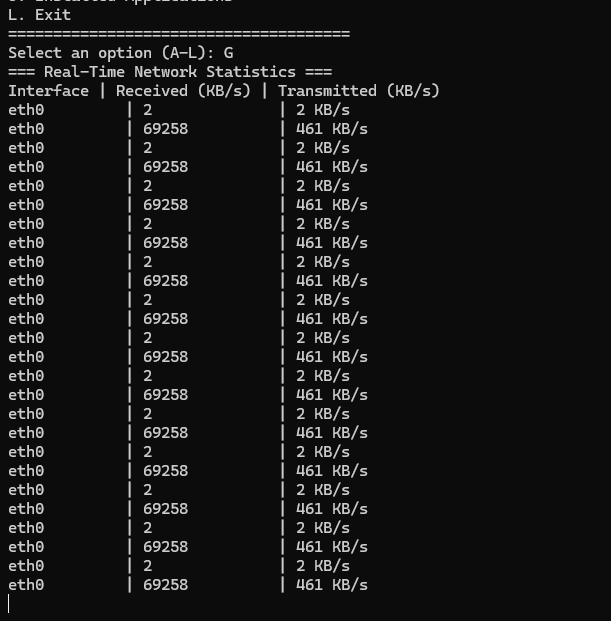 L. Exit
======================================
Select an option (A-L): G
=== Real-Time Network Statistics ===
Interface | Received (KB/s) | Transmitted (KB/s)
eth0 | 2 | 2 KB/s
eth0 | 69258 | 461 KB/s
eth0 | 2 | 2 KB/s
eth0 | 69258 | 461 KB/s
eth0 | 2 | 2 KB/s
eth0 | 69258 | 461 KB/s
eth0 | 2 | 2 KB/s
eth0 | 69258 | 461 KB/s
eth0 | 2 | 2 KB/s
eth0 | 69258 | 461 KB/s
eth0 | 2 | 2 KB/s
eth0 | 69258 | 461 KB/s
eth0 | 2 | 2 KB/s
eth0 | 69258 | 461 KB/s
eth0 | 2 | 2 KB/s
eth0 | 69258 | 461 KB/s
eth0 | 2 | 2 KB/s
eth0 | 69258 | 461 KB/s
eth0 | 2 | 2 KB/s
eth0 | 69258 | 461 KB/s
eth0 | 2 | 2 KB/s
eth0 | 69258 | 461 KB/s
eth0 | 2 | 2 KB/s
eth0 | 69258 | 461 KB/s
eth0 | 2 | 2 KB/s
eth0 | 69258 | 461 KB/s